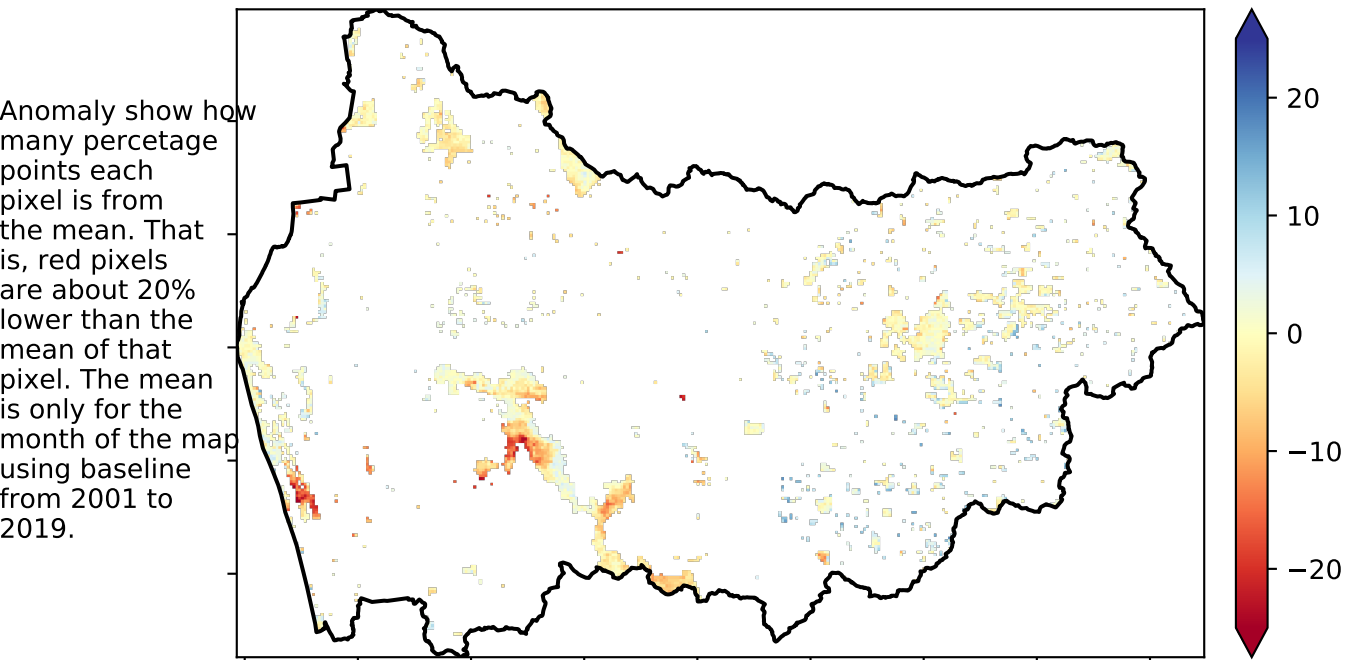 Anomaly show how
many percetage
points each
pixel is from
the mean. That
is, red pixels
are about 20%
lower than the
mean of that
pixel. The mean
is only for the
month of the map
using baseline
from 2001 to
2019.
20
10
0
−10
−20